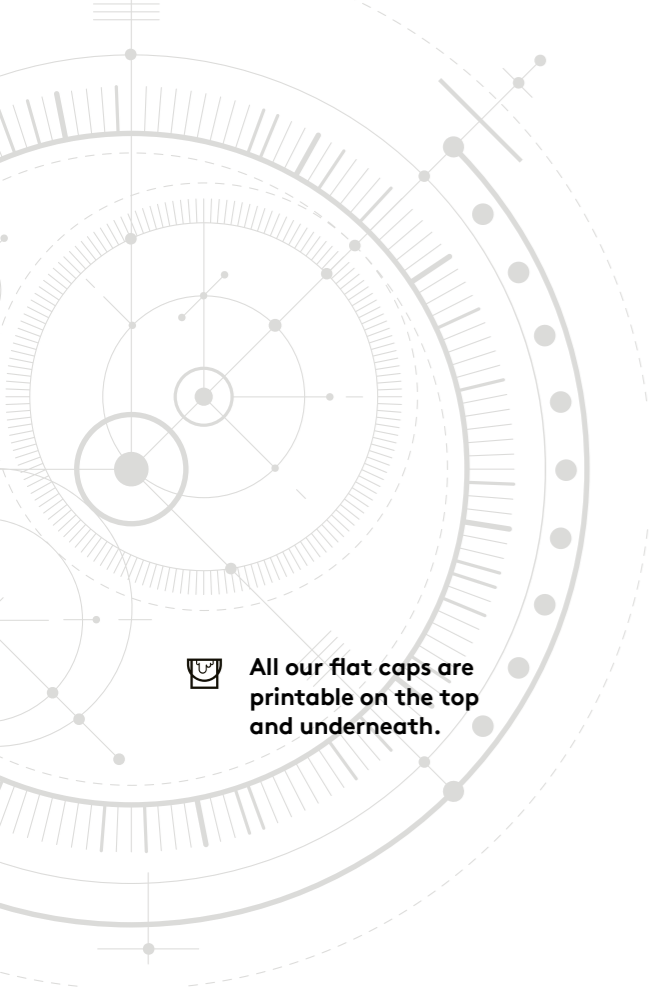 All our flat caps are
printable on the top
and underneath.